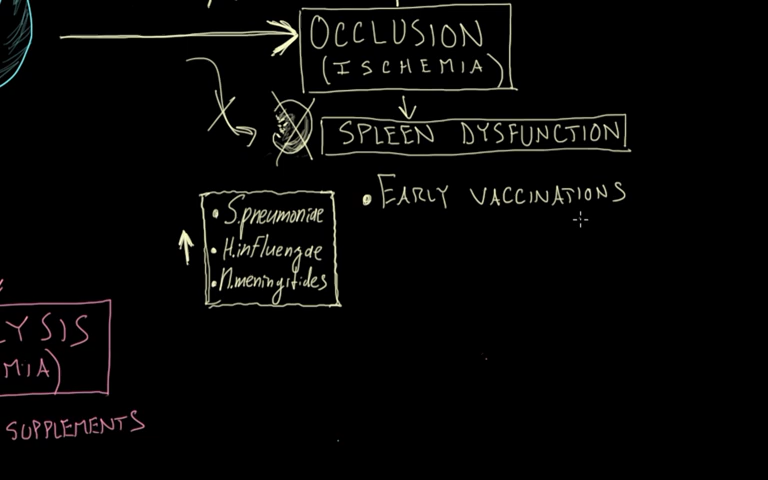 OCCLUSION
(ISCHEMIA)
SPLEEN DYSFUNCTION
• EARLY VACCINATIONS
• S.pneumoniae
• H.influenzae
• N.meningitides
YSIS
MIA)
SUPPLEMENTS